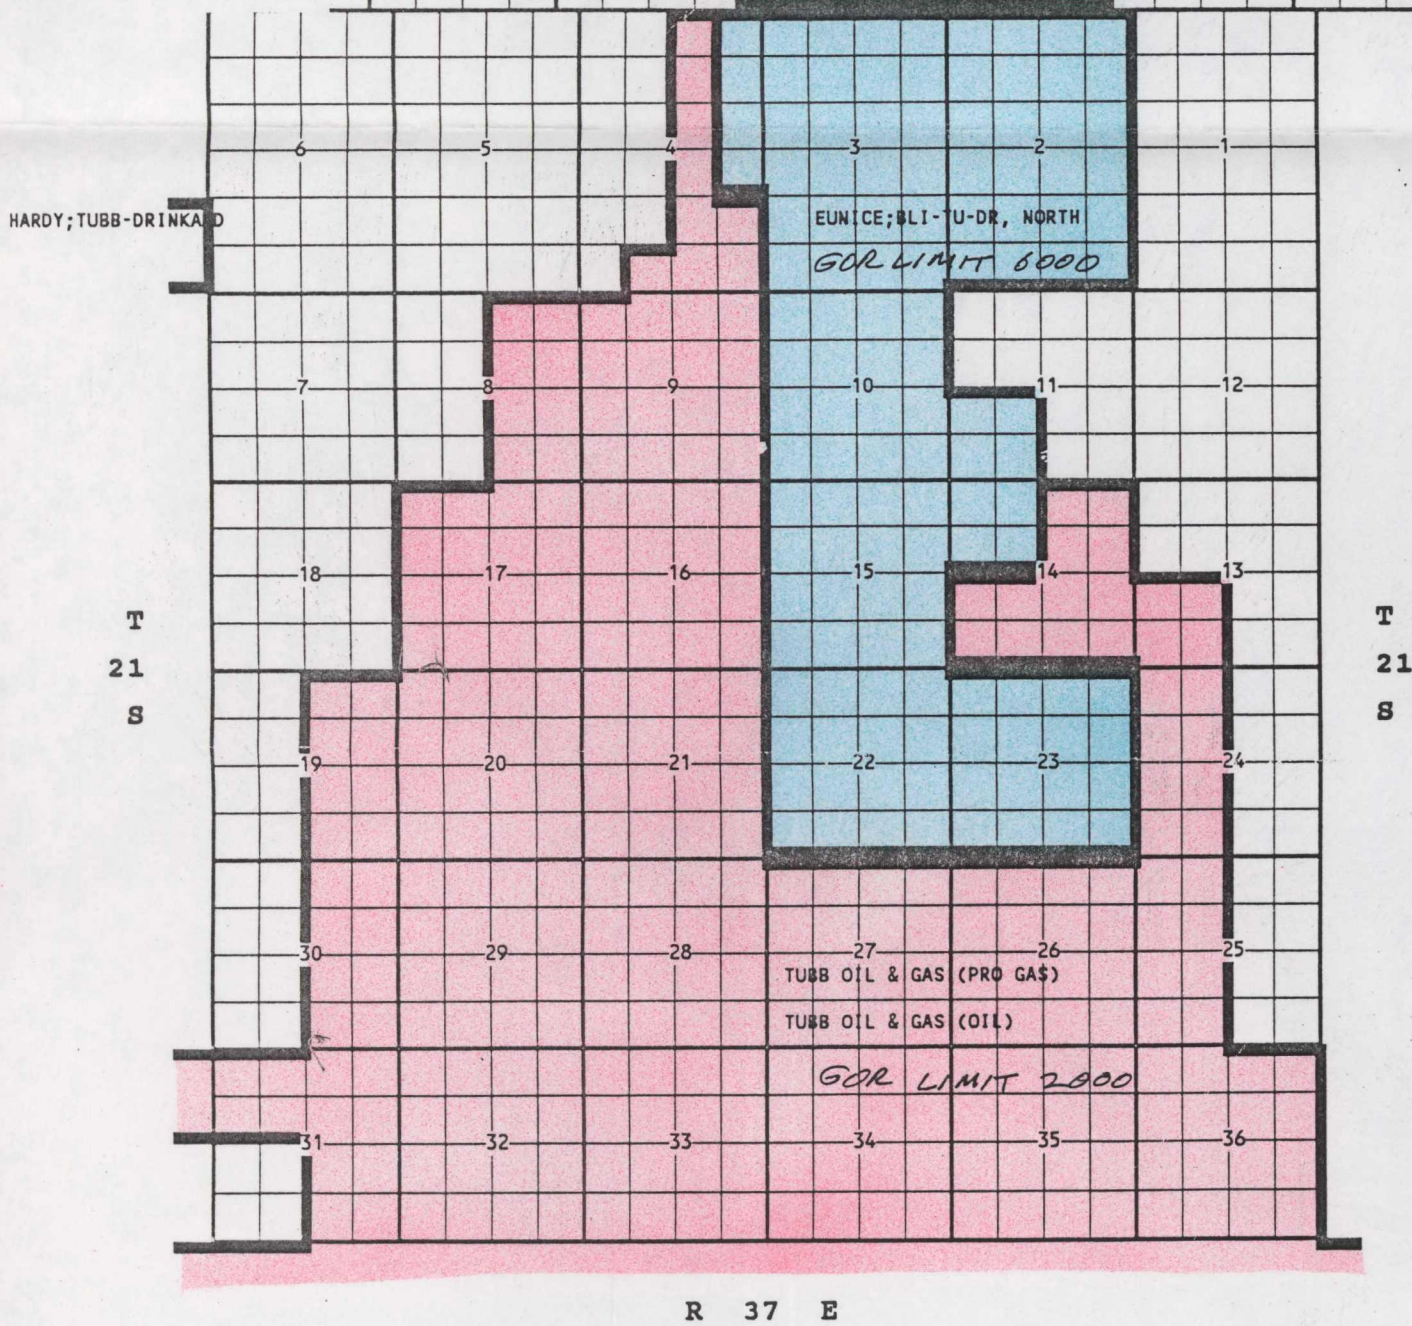 6 5 4 3 2 1
HARDY;TUBB-DRINKARD
EUNICE;BLI-TU-DR, NORTH
GOR LIMIT 6000
7 8 9 10 11 12
18 17 16 15 14 13
T
21
S
T
21
S
19 20 21 22 23 24
30 29 28 27 26 25
TUBB OIL & GAS (PRO GAS)
TUBB OIL & GAS (OIL)
GOR LIMIT 2000
31 32 33 34 35 36
R 37 E